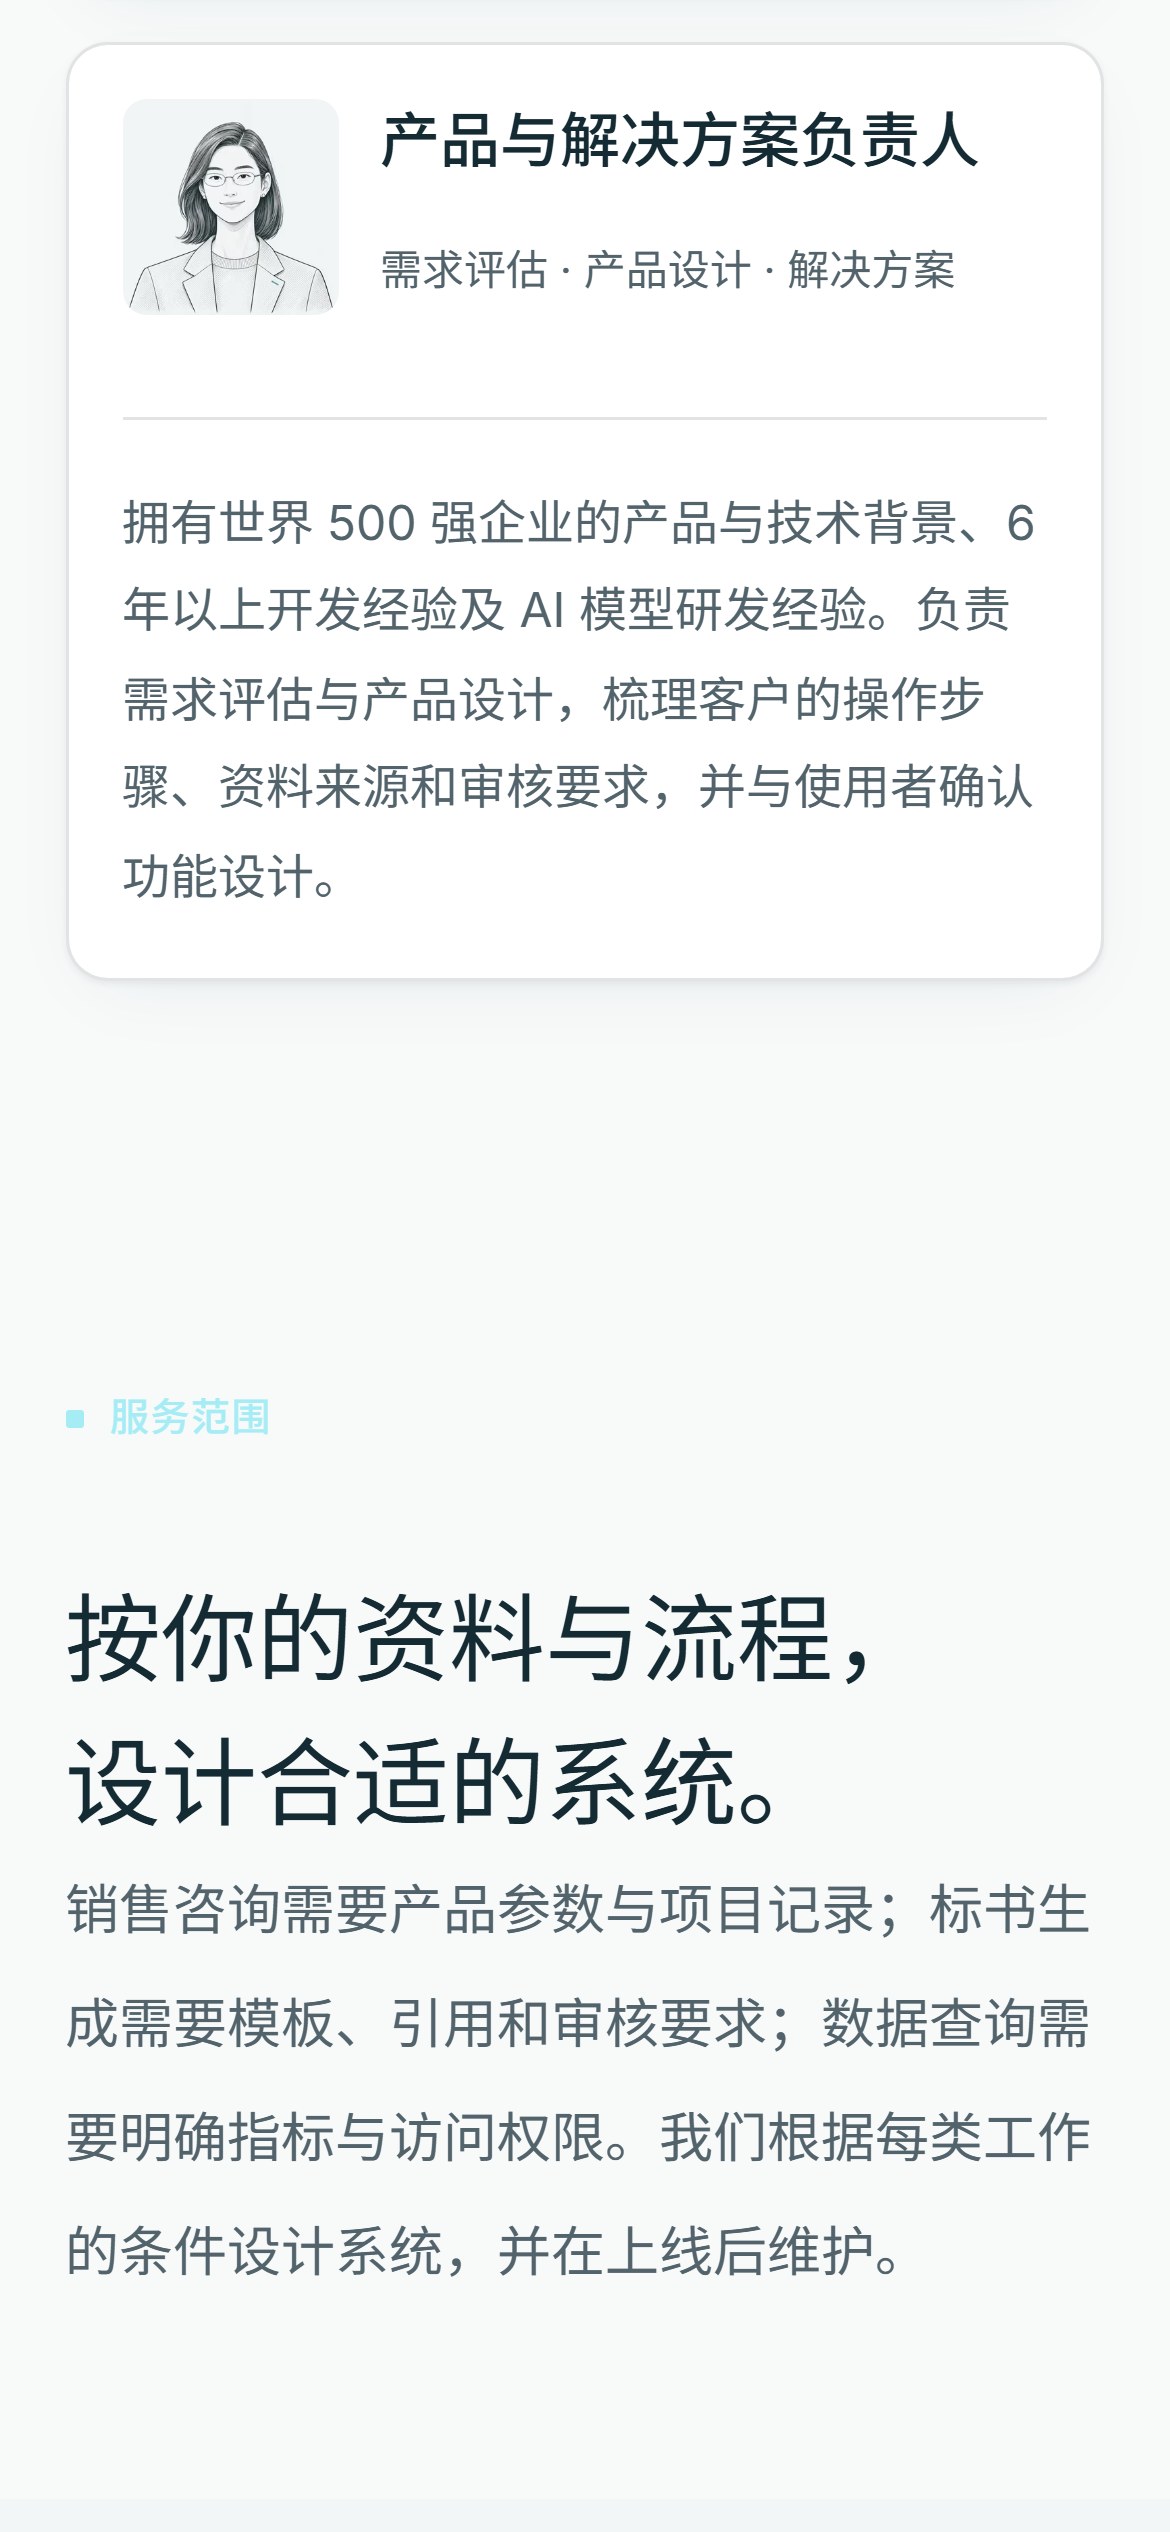 产品与解决方案负责人
需求评估 · 产品设计 · 解决方案
拥有世界 500 强企业的产品与技术背景、6
年以上开发经验及 AI 模型研发经验。负责
需求评估与产品设计，梳理客户的操作步
骤、资料来源和审核要求，并与使用者确认
功能设计。
服务范围
按你的资料与流程，
设计合适的系统。
销售咨询需要产品参数与项目记录；标书生
成需要模板、引用和审核要求；数据查询需
要明确指标与访问权限。我们根据每类工作
的条件设计系统，并在上线后维护。